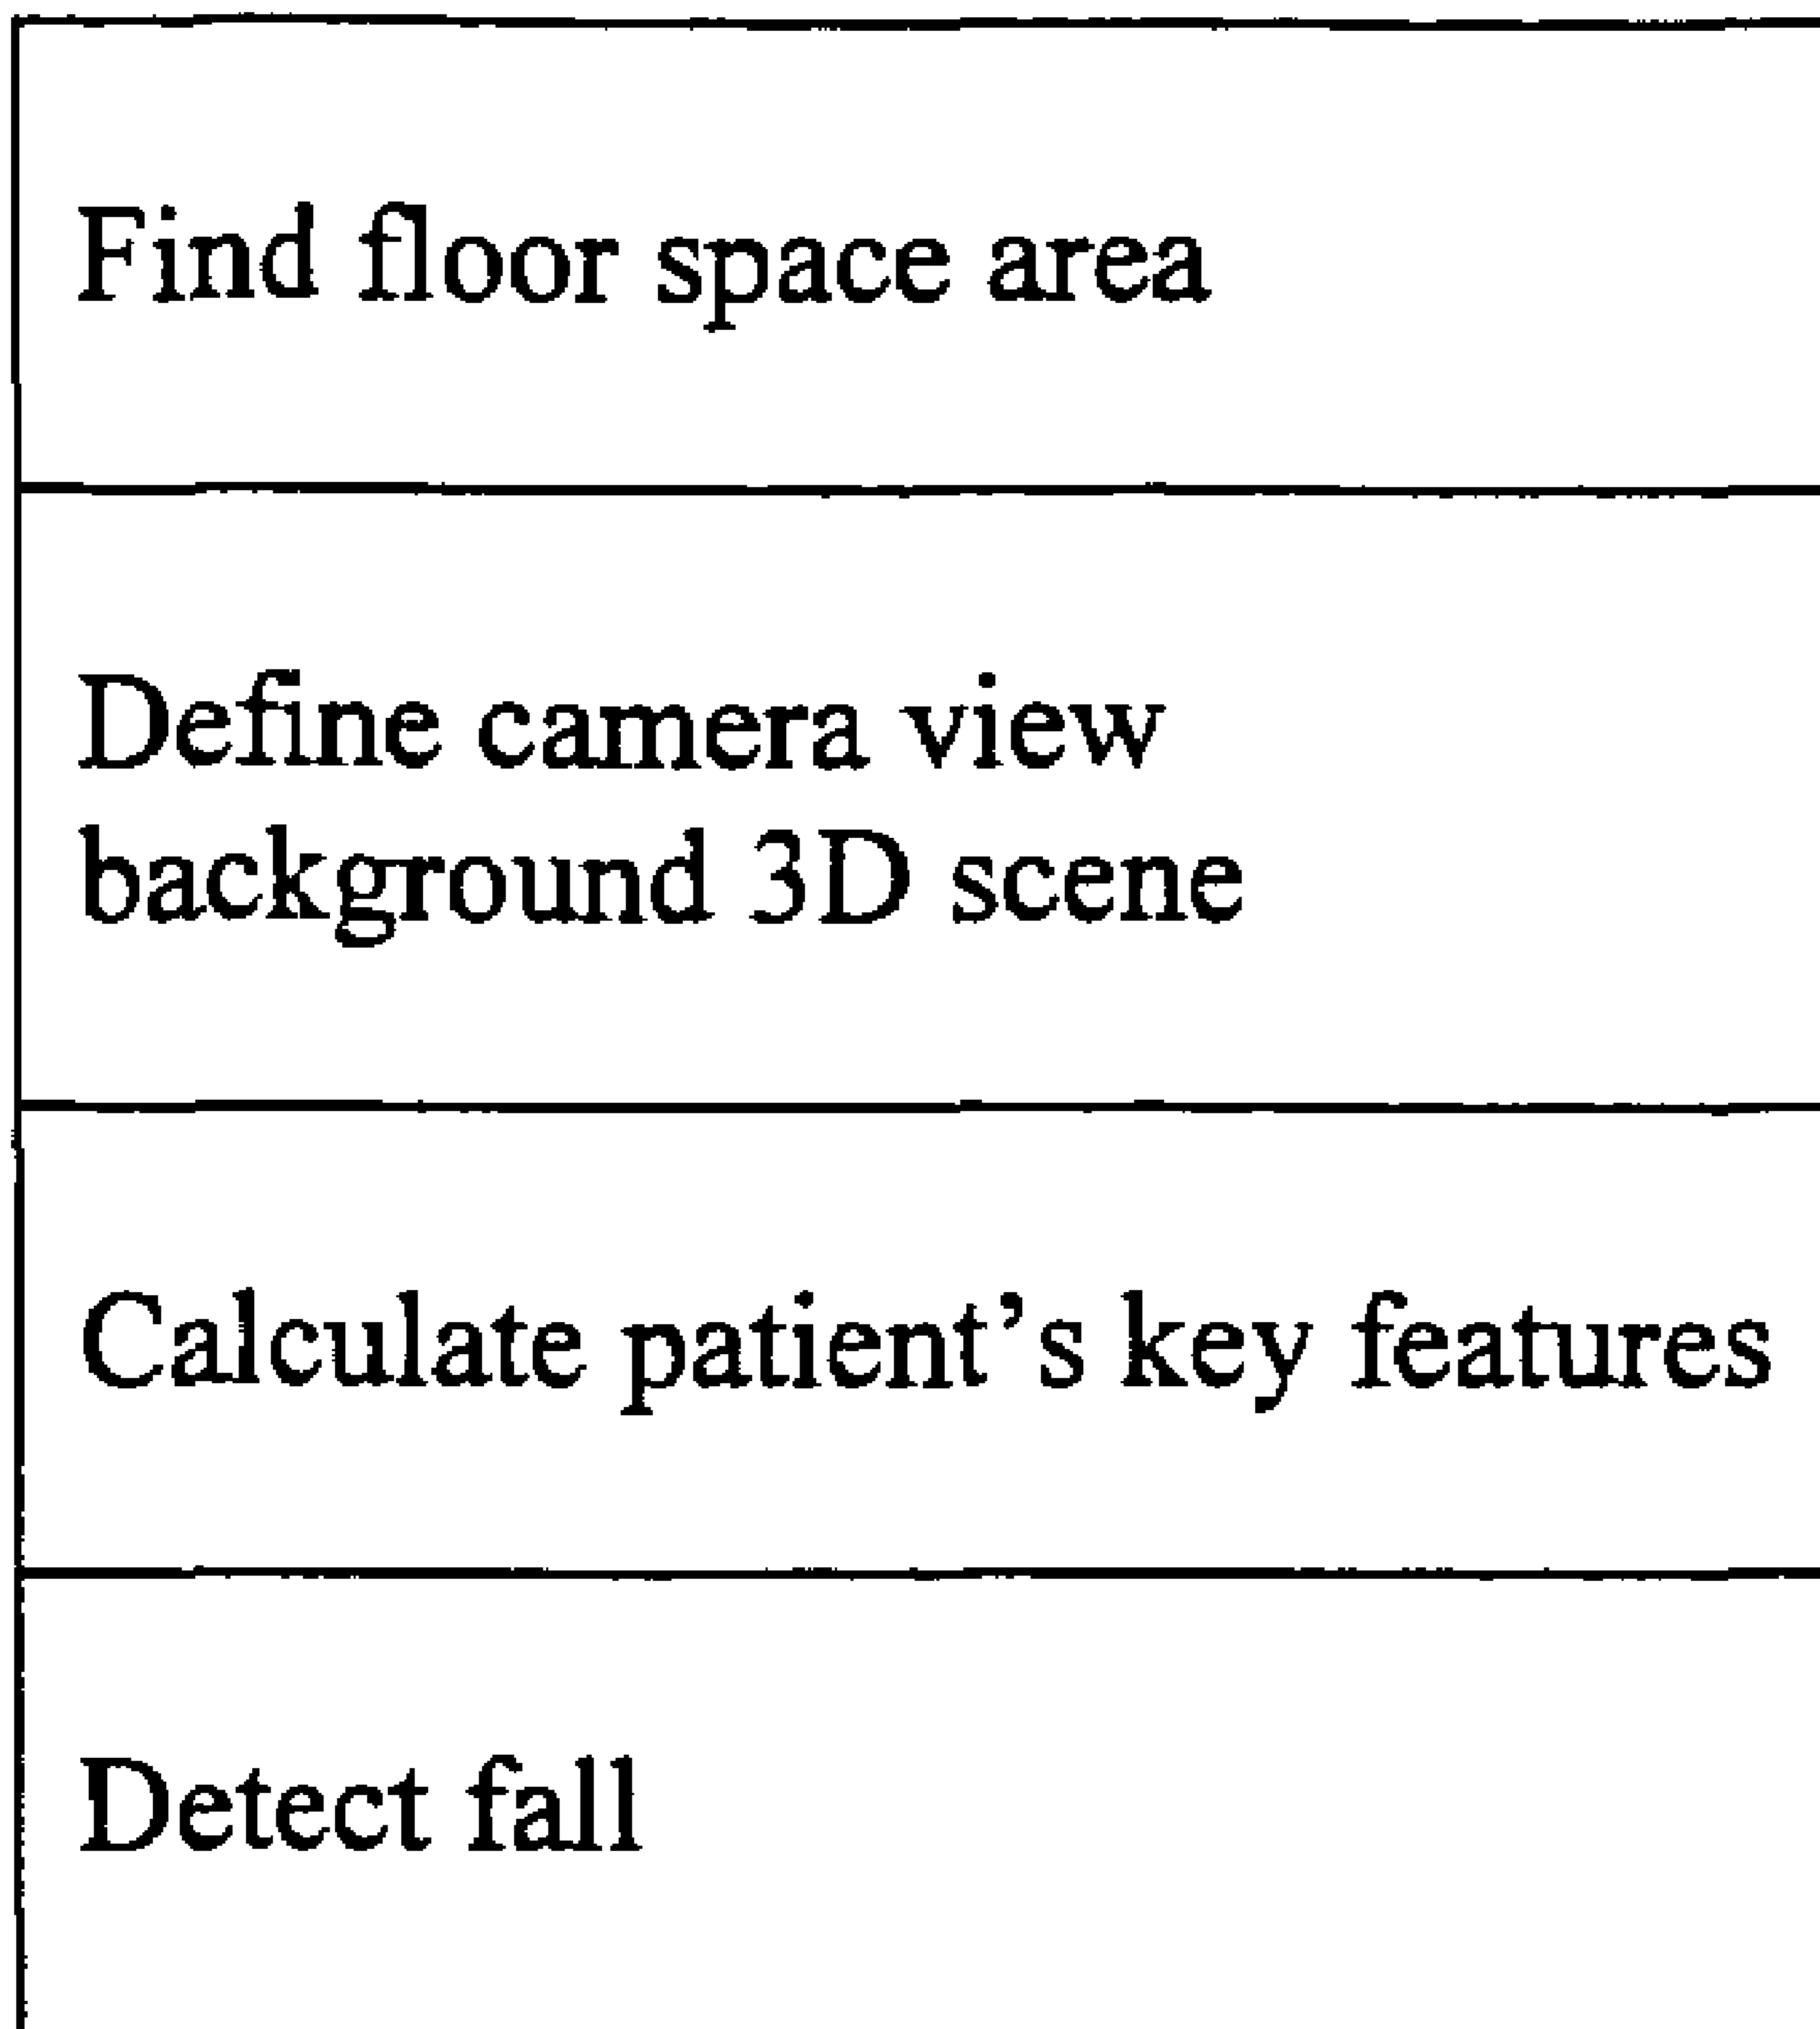 Find floor space area
Define camera view
background 3D scene
Calculate patient’s key features
Detect fall